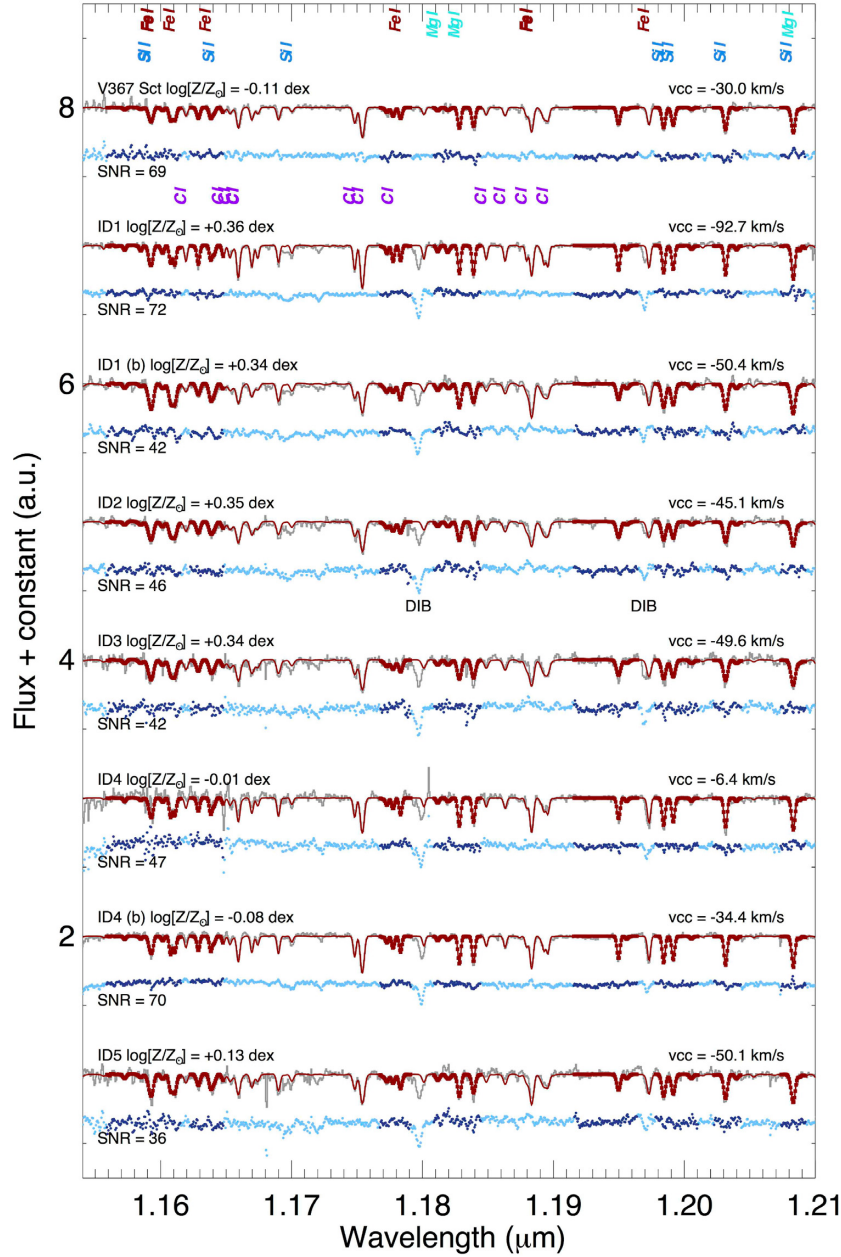 Fe I Fe I Fe I Fe I Fe I Mg I Mg I Fe I Fe I Mg I
Si I Si I Si I Si I Si I Si I Si I
V367 Sct log[Z/Z☉] = -0.11 dex vcc = -30.0 km/s
8
SNR = 69
C I C I C I C I C I C I C I C I C I C I C I
ID1 log[Z/Z☉] = +0.36 dex vcc = -92.7 km/s
SNR = 72
ID1 (b) log[Z/Z☉] = +0.34 dex vcc = -50.4 km/s
6
SNR = 42
ID2 log[Z/Z☉] = +0.35 dex vcc = -45.1 km/s
SNR = 46
DIB DIB
ID3 log[Z/Z☉] = +0.34 dex vcc = -49.6 km/s
4
SNR = 42
ID4 log[Z/Z☉] = -0.01 dex vcc = -6.4 km/s
SNR = 47
ID4 (b) log[Z/Z☉] = -0.08 dex vcc = -34.4 km/s
2
SNR = 70
ID5 log[Z/Z☉] = +0.13 dex vcc = -50.1 km/s
SNR = 36
1.16 1.17 1.18 1.19 1.20 1.21
Wavelength (μm)
Flux + constant (a.u.)